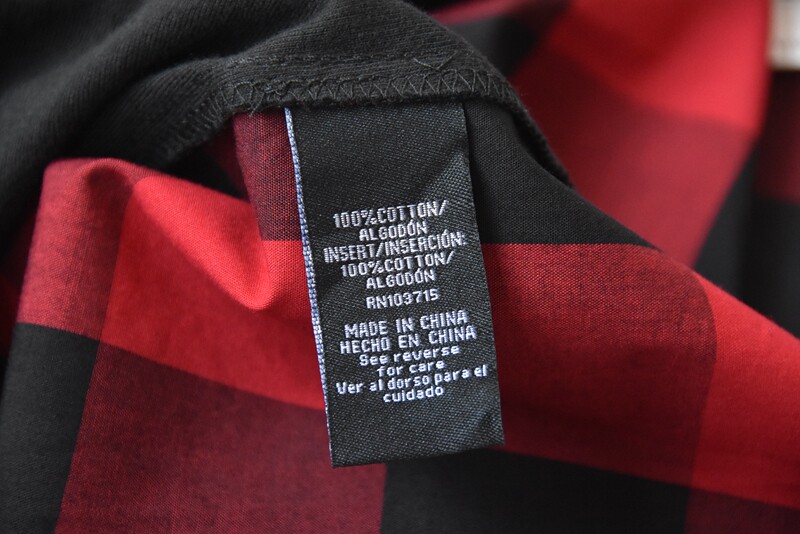 100%COTTON/
ALGODÓN
INSERT/INSERCIÓN:
100%COTTON/
ALGODÓN
RN103715
MADE IN CHINA
HECHO EN CHINA
See reverse
for care
Ver al dorso para el
cuidado